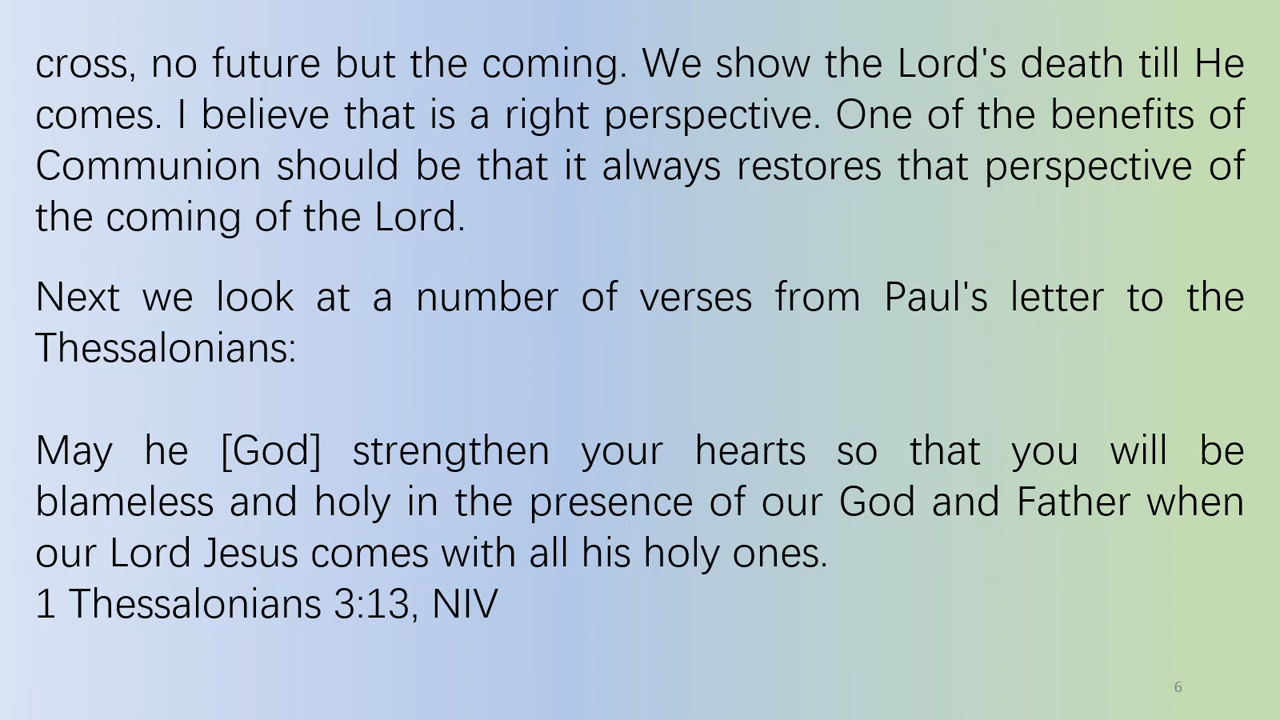 cross, no future but the coming. We show the Lord's death till He
comes. I believe that is a right perspective. One of the benefits of
Communion should be that it always restores that perspective of
the coming of the Lord.
Next we look at a number of verses from Paul's letter to the
Thessalonians:
May he [God] strengthen your hearts so that you will be
blameless and holy in the presence of our God and Father when
our Lord Jesus comes with all his holy ones.
1 Thessalonians 3:13, NIV
6